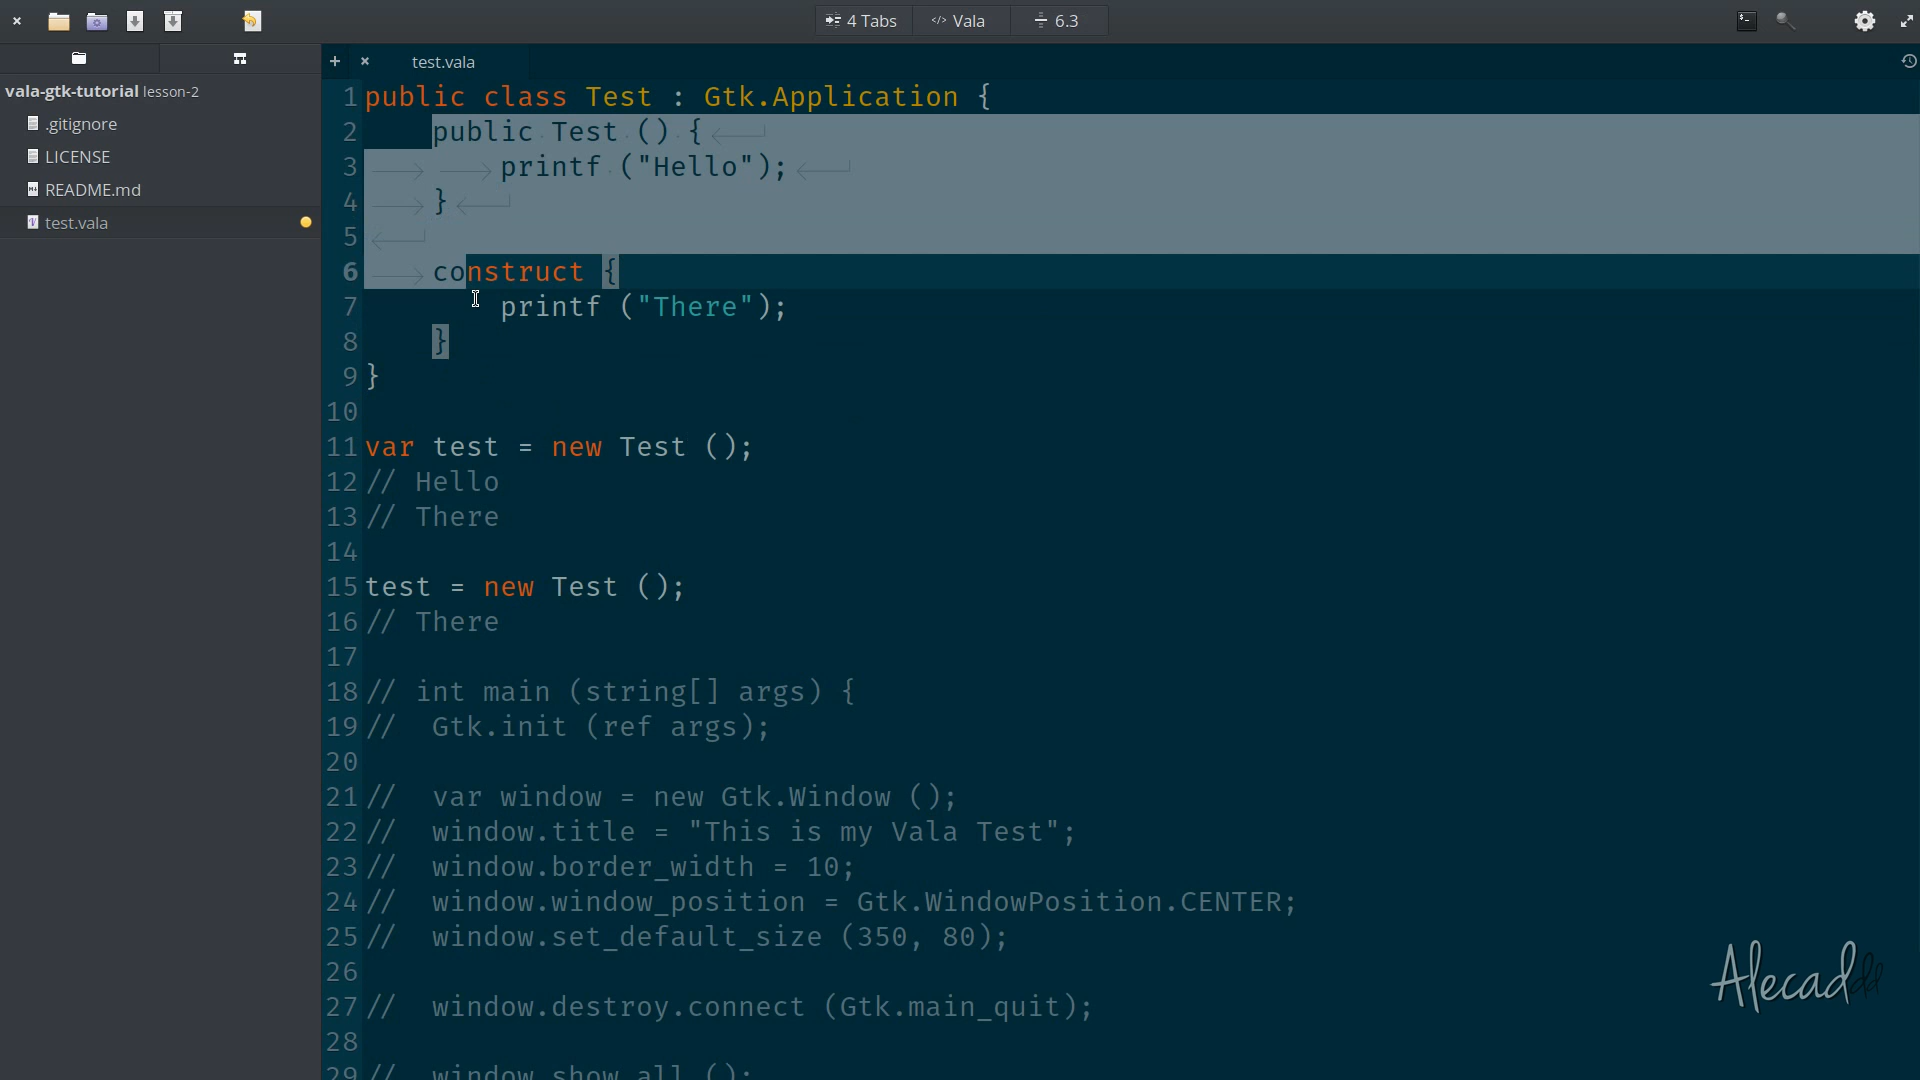 4 Tabs
</> Vala
6.3
test.vala
vala-gtk-tutorial lesson-2
.gitignore
LICENSE
README.md
test.vala
1 public class Test : Gtk.Application {
2     public Test () {
3         printf ("Hello");
4     }
5
6     construct {
7         printf ("There");
8     }
9 }
10
11 var test = new Test ();
12 // Hello
13 // There
14
15 test = new Test ();
16 // There
17
18 // int main (string[] args) {
19 //  Gtk.init (ref args);
20
21 //  var window = new Gtk.Window ();
22 //  window.title = "This is my Vala Test";
23 //  window.border_width = 10;
24 //  window.window_position = Gtk.WindowPosition.CENTER;
25 //  window.set_default_size (350, 80);
26
27 //  window.destroy.connect (Gtk.main_quit);
28
29 //  window.show_all ();
Alecaddd